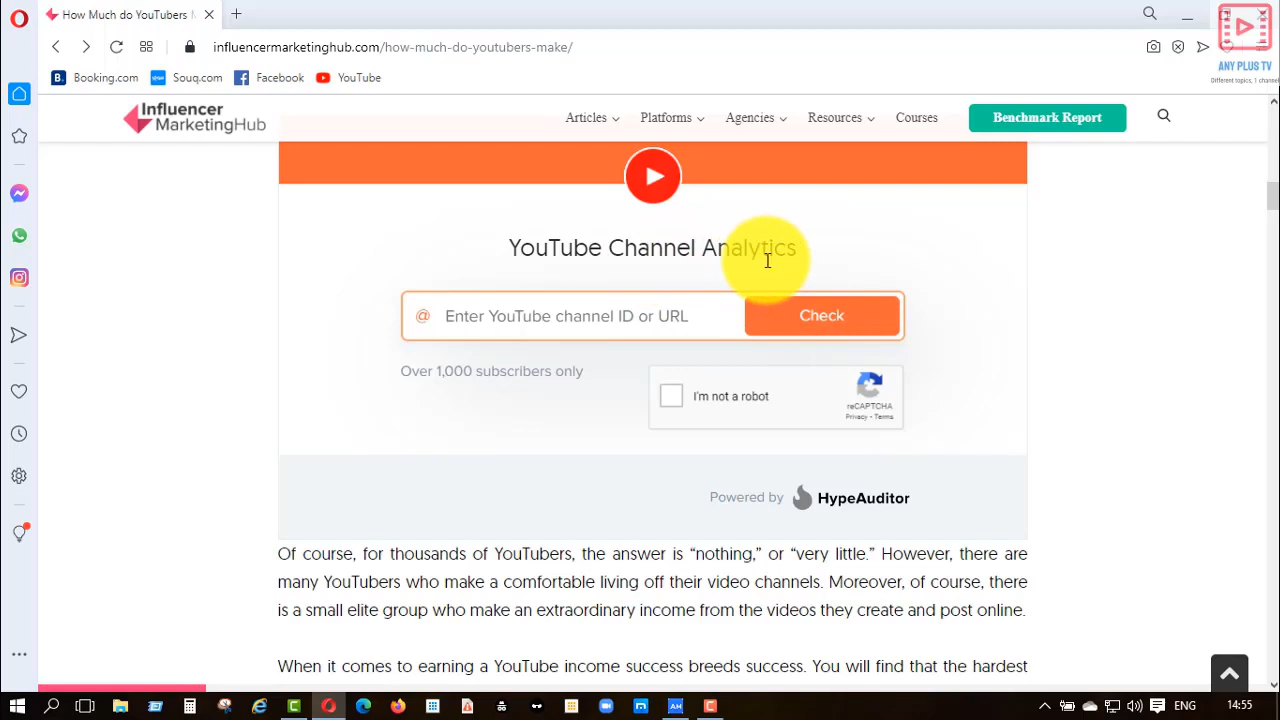 How Much do YouTubers M
influencermarketinghub.com/how-much-do-youtubers-make/
ANY PLUS TV
Different topics, 1 channel
B. Booking.com
Souq.com
Facebook
YouTube
Influencer
MarketingHub
Articles
Platforms
Agencies
Resources
Courses
Benchmark Report
YouTube Channel Analytics
@ Enter YouTube channel ID or URL
Check
Over 1,000 subscribers only
I'm not a robot
reCAPTCHA
Privacy - Terms
Powered by HypeAuditor
Of course, for thousands of YouTubers, the answer is “nothing,” or “very little.” However, there are
many YouTubers who make a comfortable living off their video channels. Moreover, of course, there
is a small elite group who make an extraordinary income from the videos they create and post online.
When it comes to earning a YouTube income success breeds success. You will find that the hardest
AM
ENG
14:55